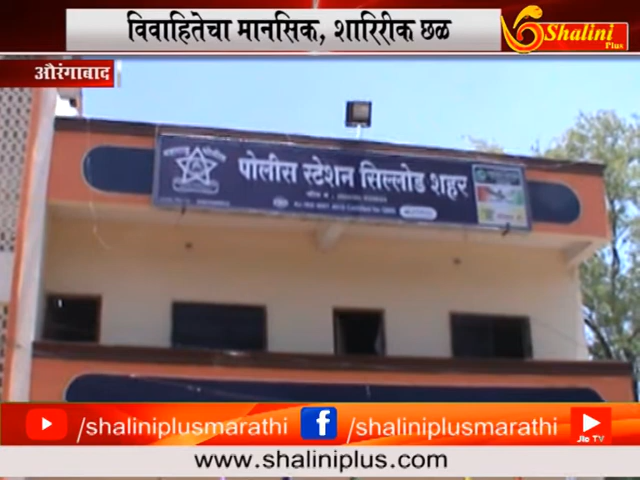 विवाहितेचा मानसिक, शारिरीक छळ
Shalini
Plus
औरंगाबाद
पोलीस स्टेशन सिल्लोड शहर
/shaliniplusmarathi
/shaliniplusmarathi
Jio TV
www.shaliniplus.com